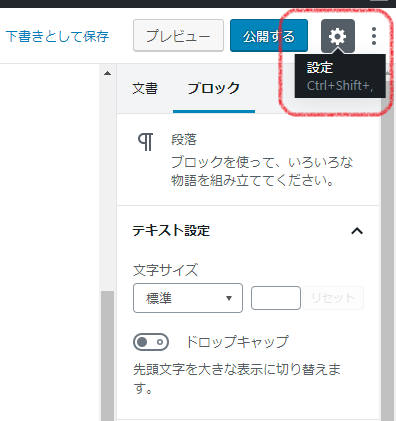 下書きとして保存 プレビュー 公開する
設定
Ctrl+Shift+,
文書 ブロック
段落
ブロックを使って、いろいろな
物語を組み立ててください。
テキスト設定
文字サイズ
標準 リセット
ドロップキャップ
先頭文字を大きな表示に切り替えま
す。